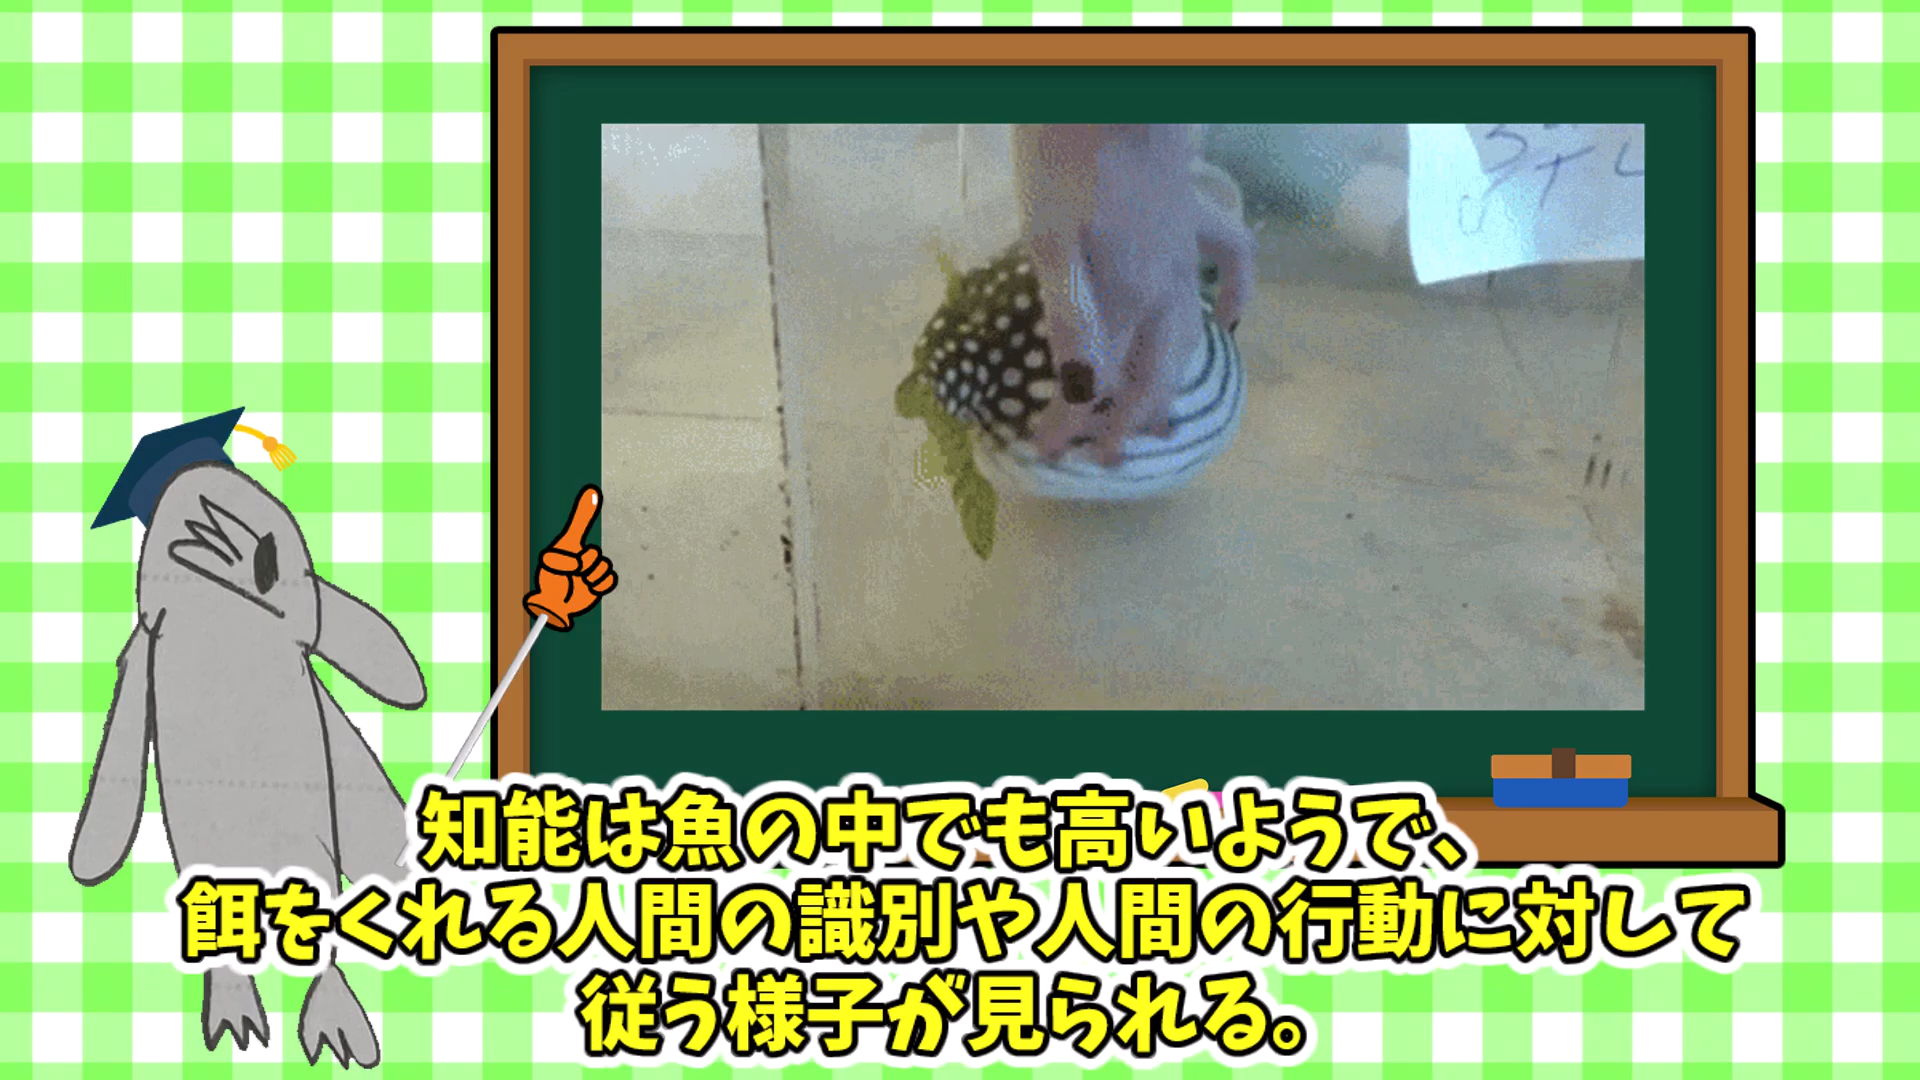 知能は魚の中でも高いようで、
餌をくれる人間の識別や人間の行動に対して
従う様子が見られる。